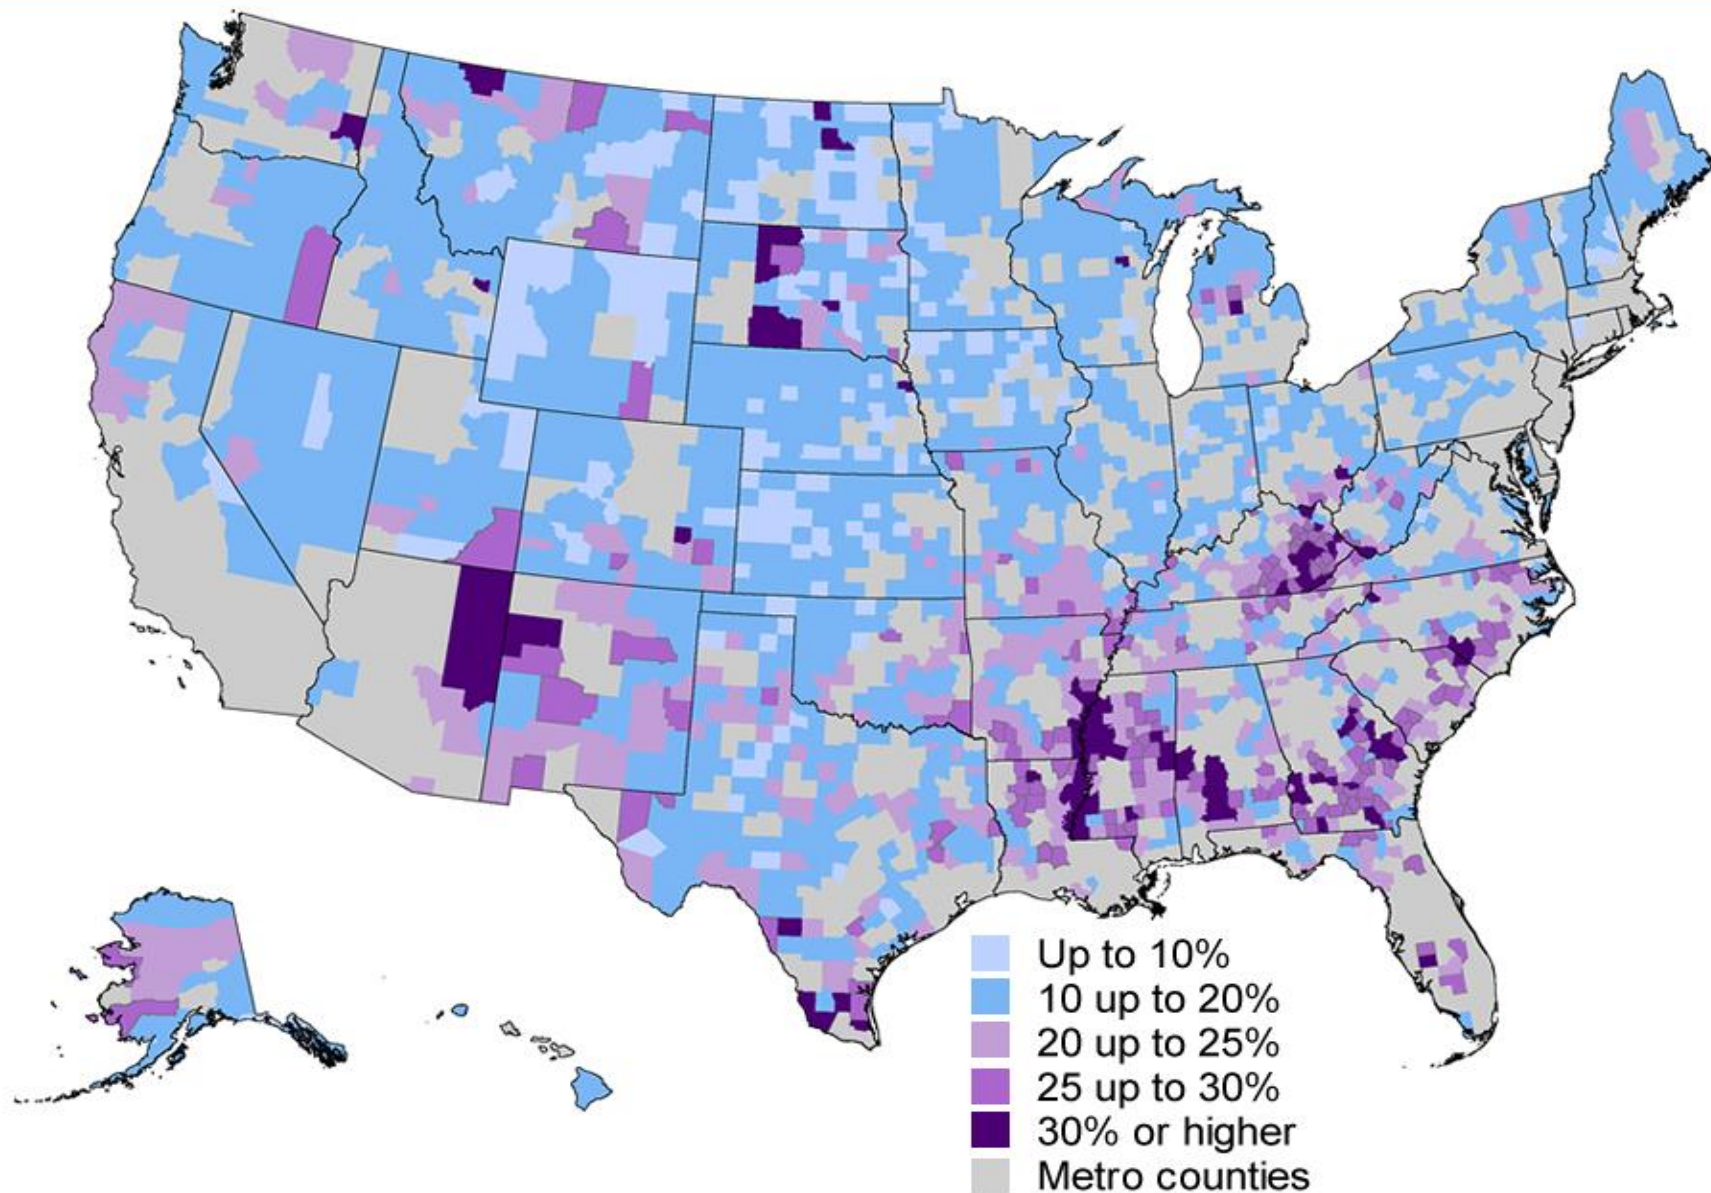 Up to 10%
10 up to 20%
20 up to 25%
25 up to 30%
30% or higher
Metro counties